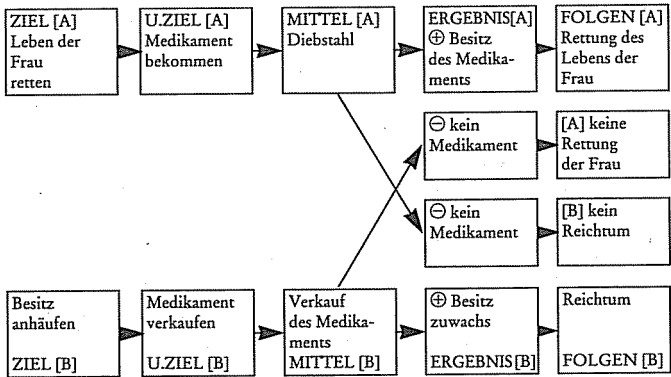 ZIEL [A]
Leben der
Frau
retten
U.ZIEL [A]
Medikament
bekommen
MITTEL [A]
Diebstahl
ERGEBNIS[A]
⊕ Besitz
des Medika-
ments
FOLGEN [A]
Rettung des
Lebens der
Frau
⊖ kein
Medikament
[A] keine
Rettung
der Frau
⊖ kein
Medikament
[B] kein
Reichtum
Besitz
anhäufen
ZIEL [B]
Medikament
verkaufen
U.ZIEL [B]
Verkauf
des Medika-
ments
MITTEL [B]
⊕ Besitz
zuwachs
ERGEBNIS[B]
Reichtum
FOLGEN [B]